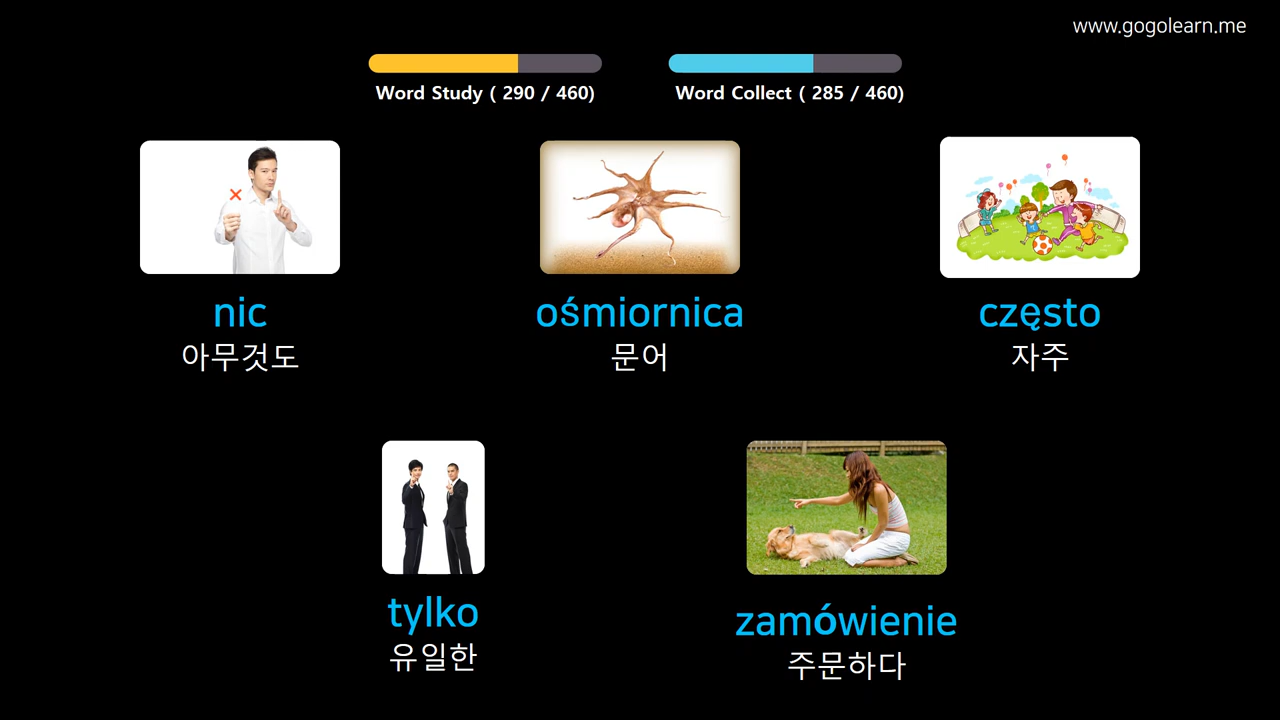 www.gogolearn.me
Word Study ( 290 / 460)
Word Collect ( 285 / 460)
nic
아무것도
ośmiornica
문어
często
자주
tylko
유일한
zamówienie
주문하다